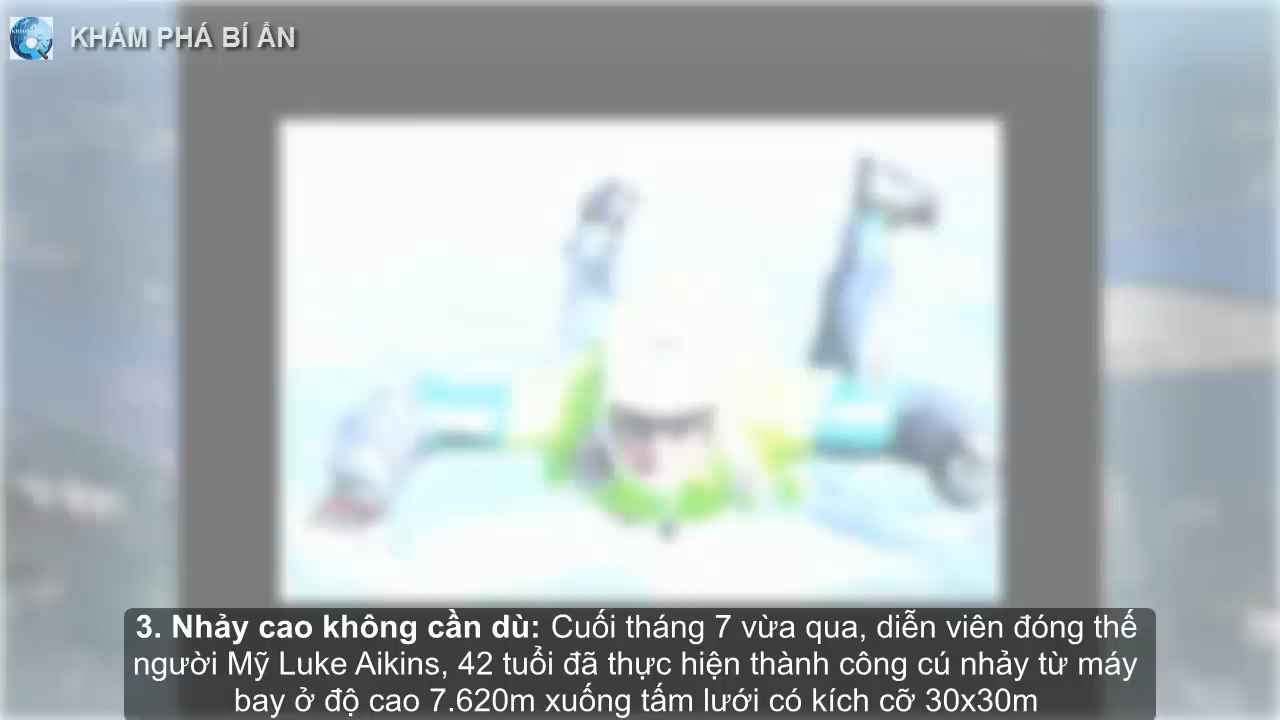 KHÁM PHÁ BÍ ẨN
3. Nhảy cao không cần dù: Cuối tháng 7 vừa qua, diễn viên đóng thế
người Mỹ Luke Aikins, 42 tuổi đã thực hiện thành công cú nhảy từ máy
bay ở độ cao 7.620m xuống tấm lưới có kích cỡ 30x30m